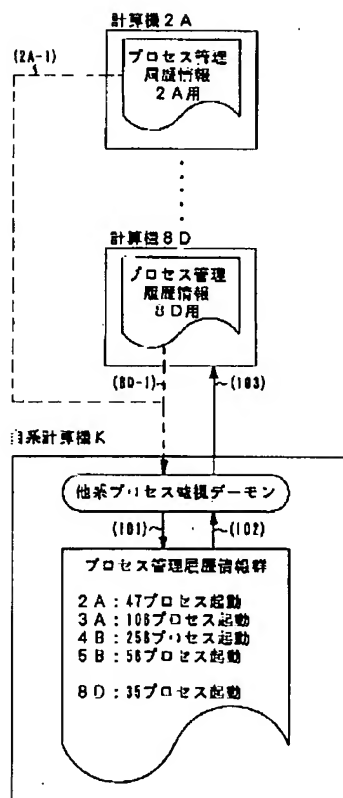 計算機2A
(2A-1)
プロセス管理
履歴情報
2A用
計算機8D
プロセス管理
履歴情報
8D用
(8D-1)
(103)
自系計算機K
他系プロセス監視デーモン
(101)
(102)
プロセス管理履歴情報群
2A:47プロセス起動
3A:106プロセス起動
4B:256プロセス起動
5B:56プロセス起動
8D:35プロセス起動